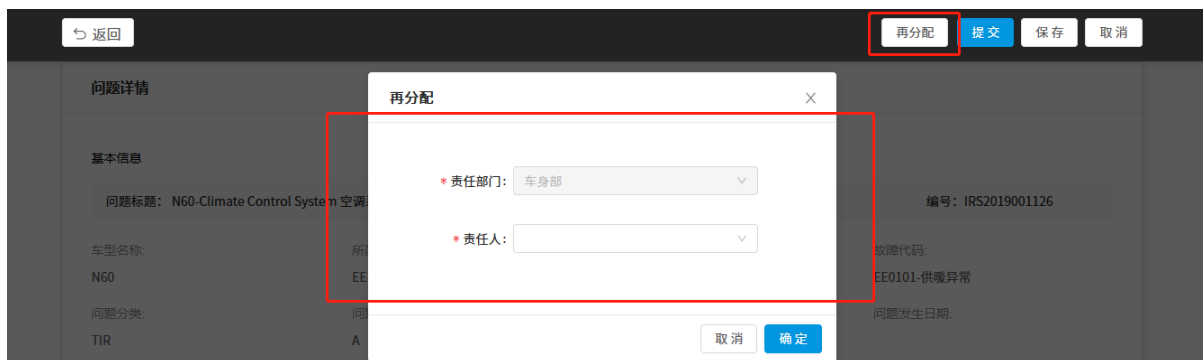 返回
再分配 提交 保存 取消
问题详情
再分配
基本信息
* 责任部门: 车身部
问题标题: N60-Climate Control System 空调 编号: IRS2019001126
* 责任人:
车型名称: 所 故障代码:
N60 EE EE0101-供暖异常
问题分类: 问 问题发生日期:
TIR A
取消 确定